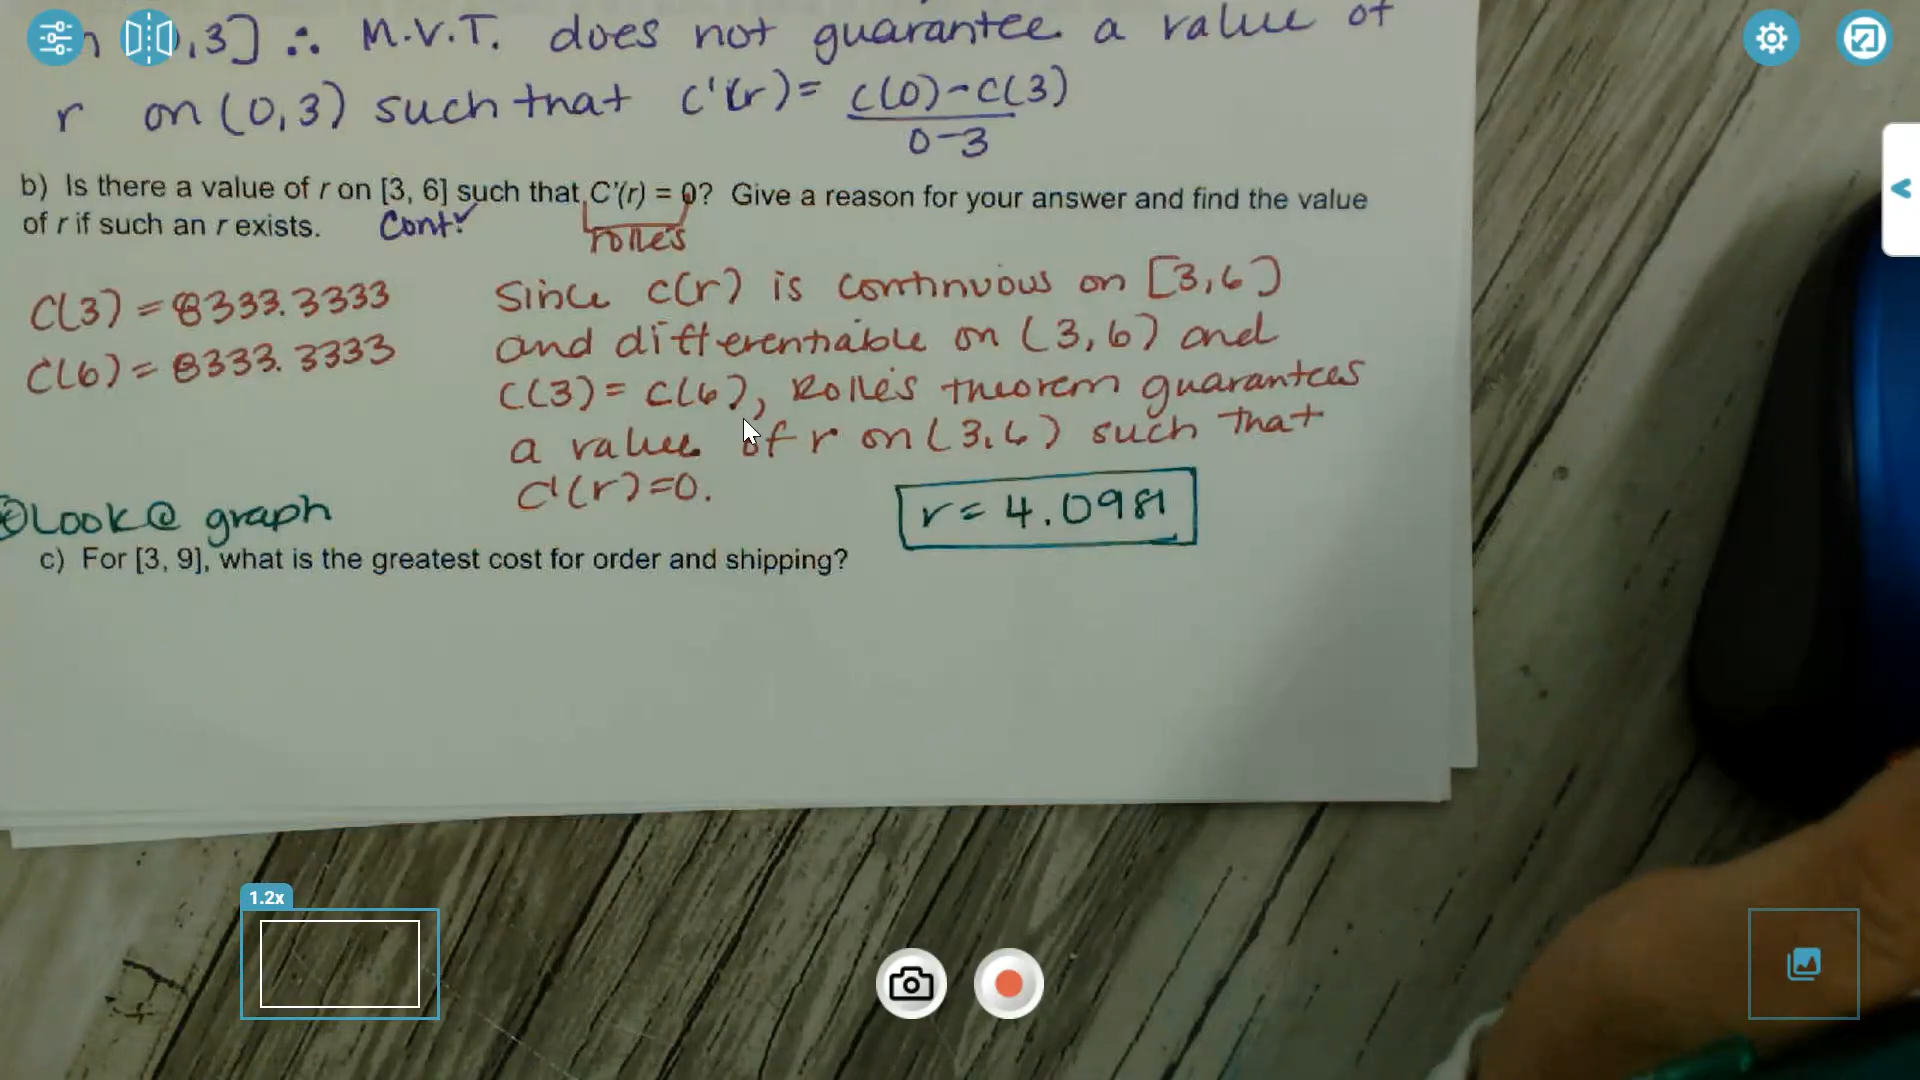 n [0,3] ∴ M.V.T. does not guarantee a value of
r on (0,3) such that c'(r) = c(0)-c(3)
0-3
b) Is there a value of r on [3, 6] such that C'(r) = 0? Give a reason for your answer and find the value
of r if such an r exists. Cont. ✓ rolles
C(3) = 8333.3333
C(6) = 8333.3333
Since c(r) is continuous on [3,6]
and differentiable on (3,6) and
C(3) = C(6), Rolle's theorem guarantees
a value of r on (3,6) such that
C'(r)=0.
r = 4.0981
Look@ graph
c) For [3, 9], what is the greatest cost for order and shipping?
1.2x